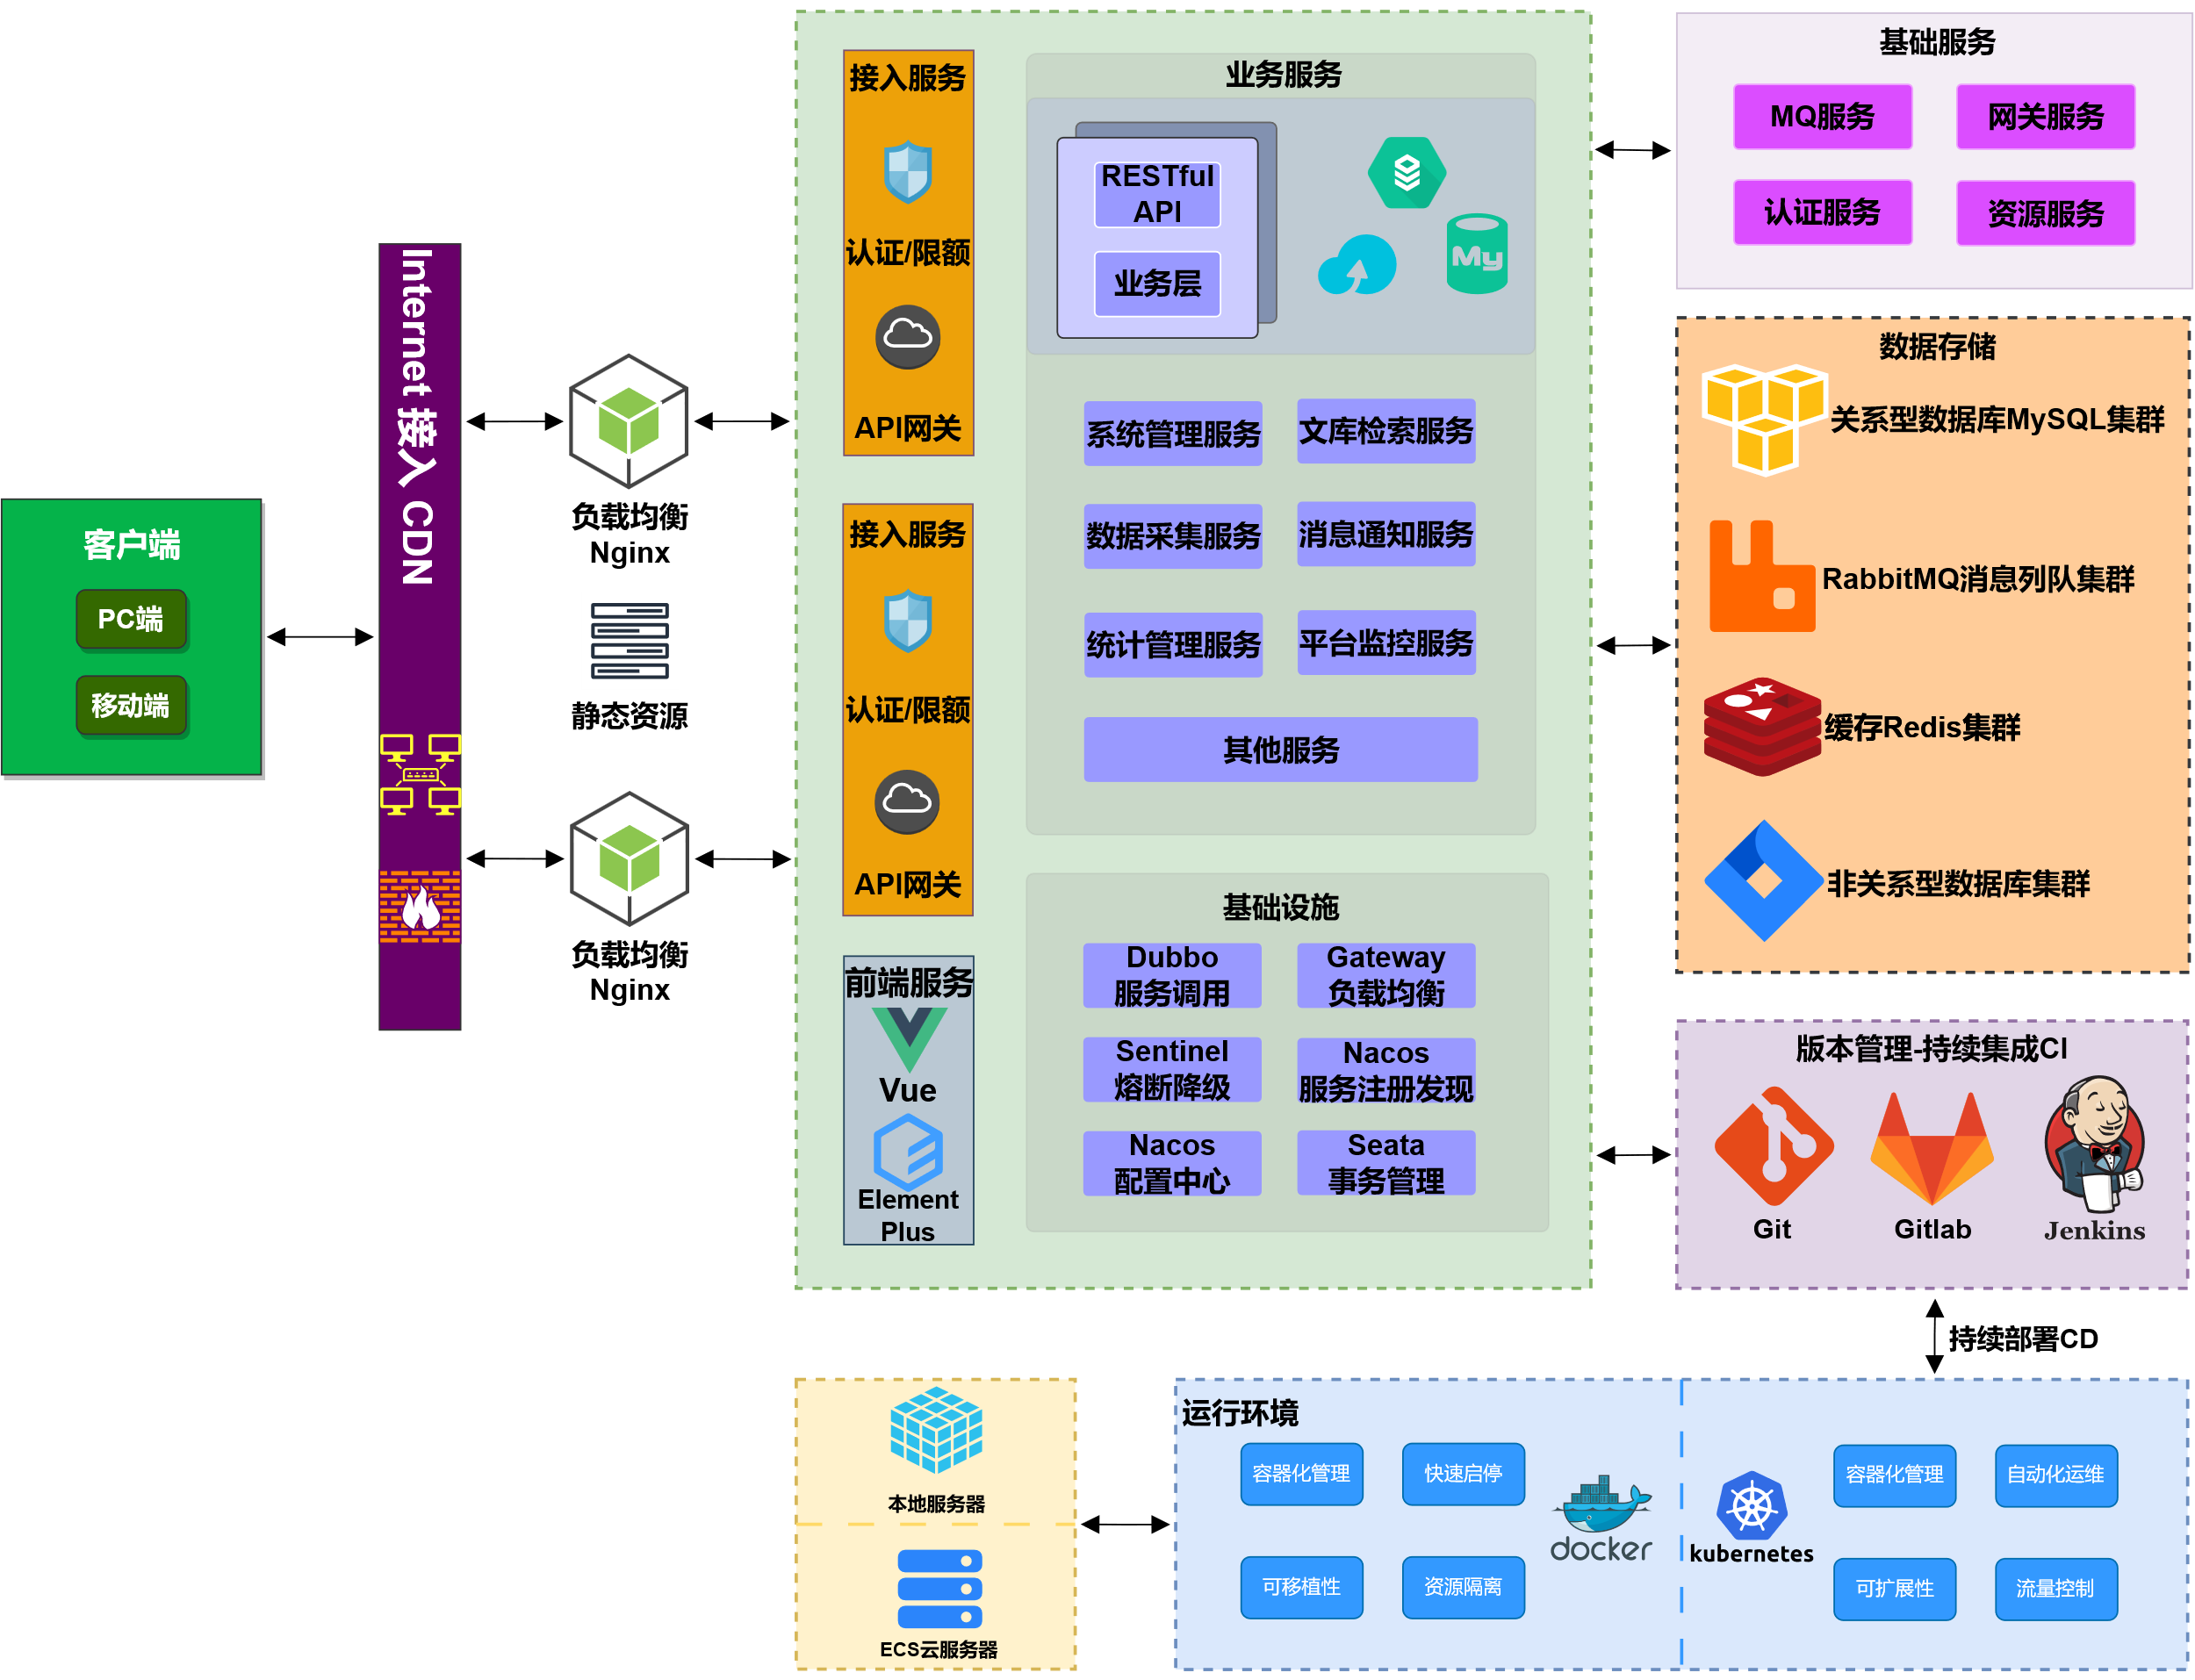 客户端
PC端
移动端
Internet 接入 CDN
负载均衡
Nginx
静态资源
负载均衡
Nginx
接入服务
认证/限额
API网关
接入服务
认证/限额
API网关
前端服务
Vue
Element
Plus
业务服务
RESTful
API
业务层
My
系统管理服务
文库检索服务
数据采集服务
消息通知服务
统计管理服务
平台监控服务
其他服务
基础设施
Dubbo
服务调用
Gateway
负载均衡
Sentinel
熔断降级
Nacos
服务注册发现
Nacos
配置中心
Seata
事务管理
基础服务
MQ服务
网关服务
认证服务
资源服务
数据存储
关系型数据库MySQL集群
RabbitMQ消息列队集群
缓存Redis集群
非关系型数据库集群
版本管理-持续集成CI
Git
Gitlab
Jenkins
持续部署CD
本地服务器
ECS云服务器
运行环境
容器化管理
快速启停
可移植性
资源隔离
docker
kubernetes
容器化管理
自动化运维
可扩展性
流量控制